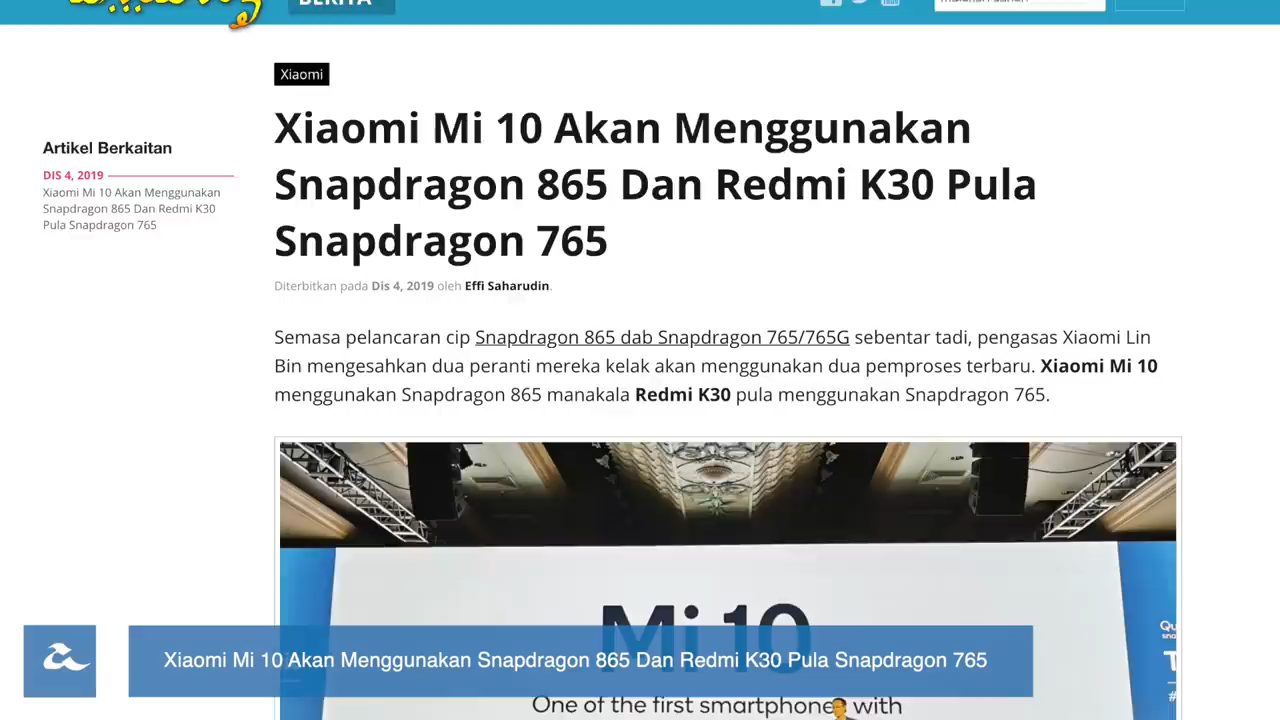 BERITA
Xiaomi
Xiaomi Mi 10 Akan Menggunakan
Snapdragon 865 Dan Redmi K30 Pula
Snapdragon 765
Diterbitkan pada Dis 4, 2019 oleh Effi Saharudin.
Artikel Berkaitan
DIS 4, 2019
Xiaomi Mi 10 Akan Menggunakan
Snapdragon 865 Dan Redmi K30
Pula Snapdragon 765
Semasa pelancaran cip Snapdragon 865 dab Snapdragon 765/765G sebentar tadi, pengasas Xiaomi Lin
Bin mengesahkan dua peranti mereka kelak akan menggunakan dua pemproses terbaru. Xiaomi Mi 10
menggunakan Snapdragon 865 manakala Redmi K30 pula menggunakan Snapdragon 765.
Mi 10
Xiaomi Mi 10 Akan Menggunakan Snapdragon 865 Dan Redmi K30 Pula Snapdragon 765
One of the first smartphones with